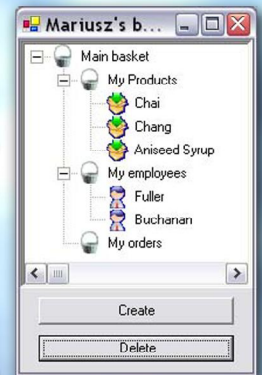 Mariusz's b...
Main basket
My Products
Chai
Chang
Aniseed Syrup
My employees
Fuller
Buchanan
My orders
Create
Delete